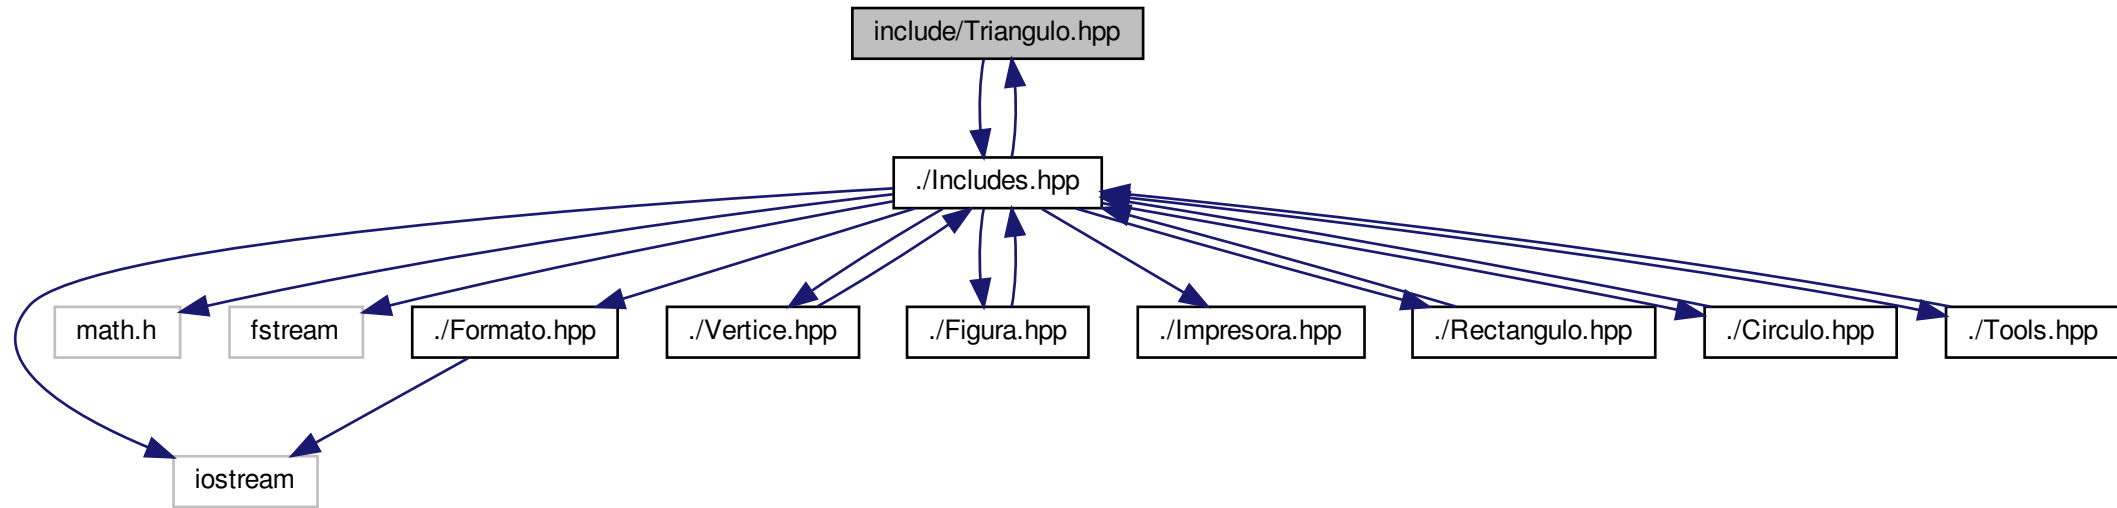 include/Triangulo.hpp
./Includes.hpp
math.h
fstream
./Formato.hpp
./Vertice.hpp
./Figura.hpp
./Impresora.hpp
./Rectangulo.hpp
./Circulo.hpp
./Tools.hpp
iostream